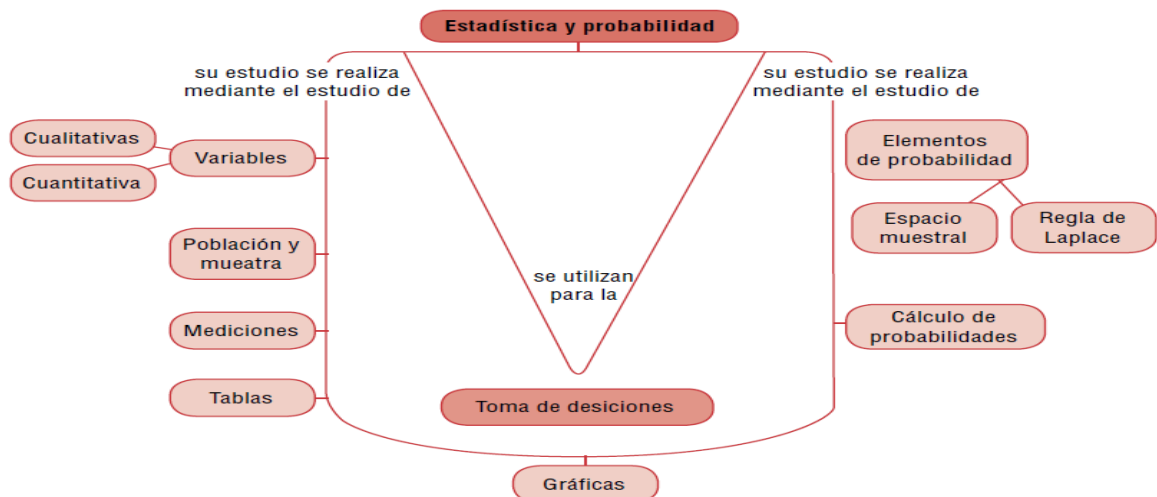 Estadística y probabilidad
su estudio se realiza
mediante el estudio de
Cualitativas
Cuantitativa
Variables
Población y
mueatra
Mediciones
Tablas
se utilizan
para la
Toma de desiciones
Gráficas
su estudio se realiza
mediante el estudio de
Elementos
de probabilidad
Espacio
muestral
Regla de
Laplace
Cálculo de
probabilidades